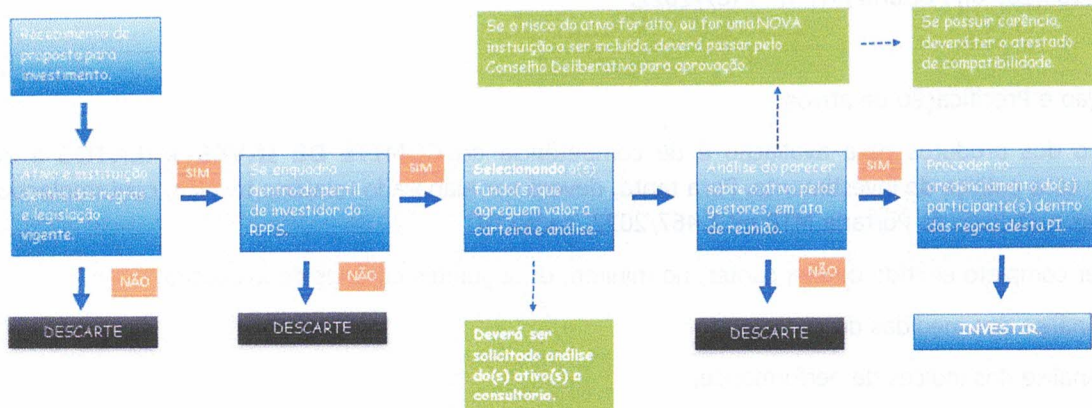 Se o risco do ativo for alto, ou for uma NOVA
instiuição a ser incluída, deverá passar pelo
Conselho Deliberativo para aprovação.
Se possuir carência,
deverá ter o atestado
de compatibilidade.
Recebimento de
proposta para
investimento.
Ativo e instituição
dentro das regras
e legislação
vigente.
SIM
Se enquadra
dentro do perfil
de investidor do
RPPS.
SIM
Selecionando o(s)
fundo(s) que
agreguem valor a
carteira e análise.
Análise do parecer
sobre o ativo pelos
gestores, em ata
de reunião.
SIM
Proceder no
credenciamento do(s)
participante(s) dentro
das regras desta PI.
NÃO
NÃO
NÃO
DESCARTE
DESCARTE
Deverá ser
solicitado análise
do(s) ativo(s) a
consultoria.
DESCARTE
INVESTIR.